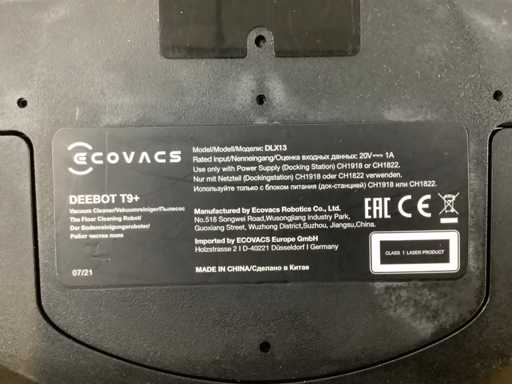 ECOVACS
DEEBOT T9+
Vacuum Cleaner/Vakuumreiniger/Пылесос
The Floor Cleaning Robot/
Der Bodenreinigungsroboter/
Робот чистки пола
07/21
Model/Modell/Модели: DLX13
Rated input/Nenneingang/Оценка входных данных: 20V⎓ 1A
Use only with Power Supply (Docking Station) CH1918 or CH1822.
Nur mit Netzteil (Dockingstation) CH1918 oder CH1822 verwenden.
Используйте только с блоком питания (док-станцией) CH1918 или CH1822.
Manufactured by Ecovacs Robotics Co., Ltd.
No.518 Songwei Road,Wusongjiang Industry Park,
Guoxiang Street, Wuzhong District,Suzhou, Jiangsu,China.
Imported by ECOVACS Europe GmbH
Holzstrasse 2 I D-40221 Düsseldorf I Germany
MADE IN CHINA/Сделано в Китае
EAC CE
CLASS 1 LASER PRODUCT